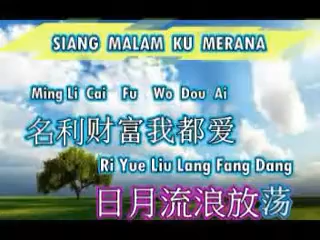 SIANG MALAM KU MERANA
Ming Li Cai Fu Wo Dou Ai
名利财富我都爱
Ri Yue Liu Lang Fang Dang
日月流浪放荡